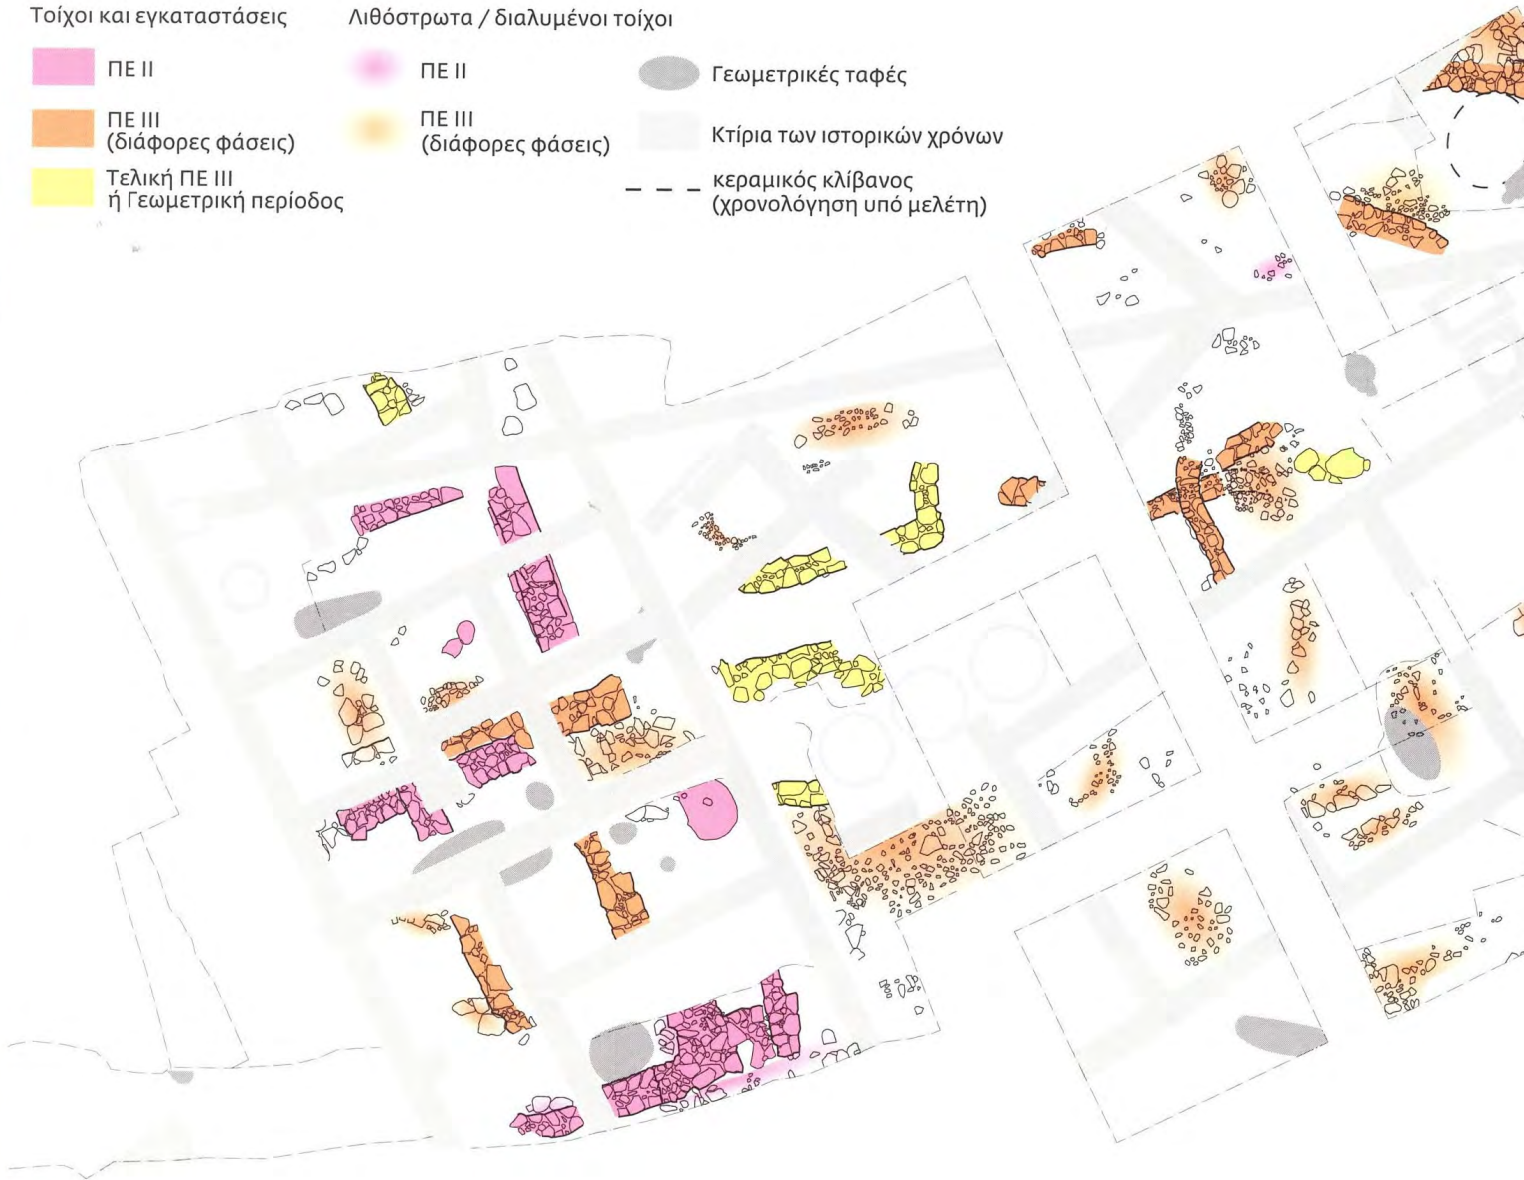 Τοίχοι και εγκαταστάσεις
ΠΕ ΙΙ
ΠΕ ΙΙΙ
(διάφορες φάσεις)
Τελική ΠΕ ΙΙΙ
ή Γεωμετρική περίοδος
Λιθόστρωτα / διαλυμένοι τοίχοι
ΠΕ ΙΙ
ΠΕ ΙΙΙ
(διάφορες φάσεις)
Γεωμετρικές ταφές
Κτίρια των ιστορικών χρόνων
κεραμικός κλίβανος
(χρονολόγηση υπό μελέτη)